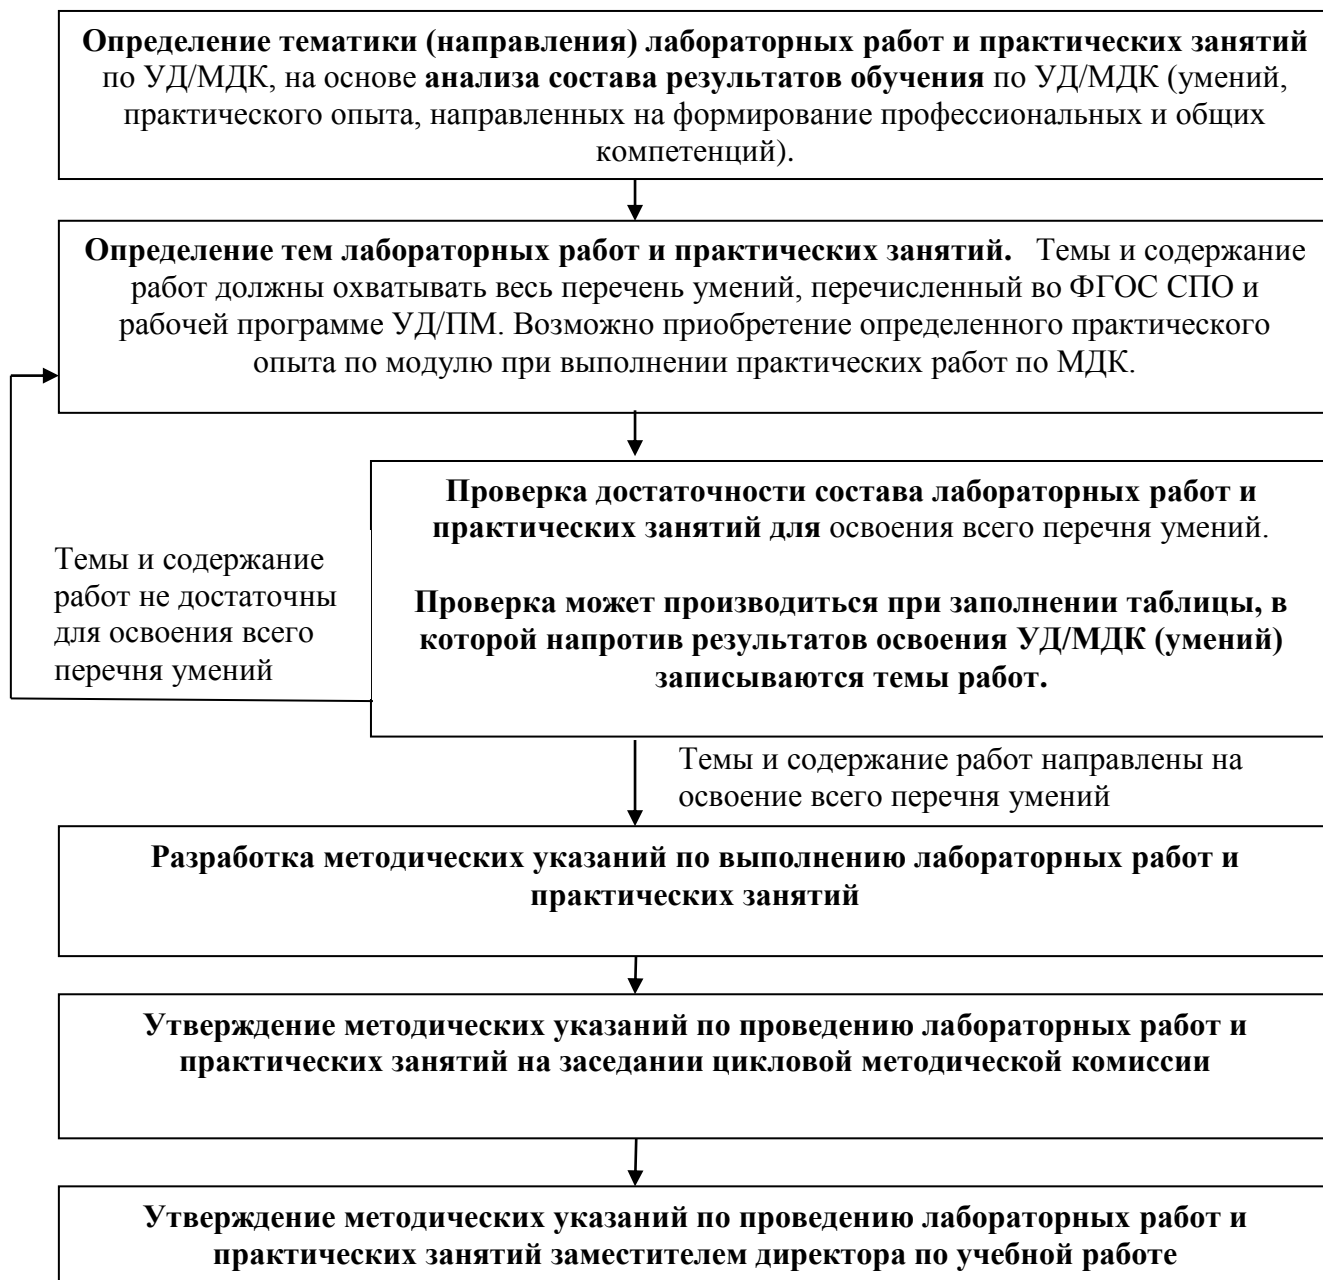 Определение тематики (направления) лабораторных работ и практических занятий
по УД/МДК, на основе анализа состава результатов обучения по УД/МДК (умений,
практического опыта, направленных на формирование профессиональных и общих
компетенций).
Определение тем лабораторных работ и практических занятий. Темы и содержание
работ должны охватывать весь перечень умений, перечисленный во ФГОС СПО и
рабочей программе УД/ПМ. Возможно приобретение определенного практического
опыта по модулю при выполнении практических работ по МДК.
Проверка достаточности состава лабораторных работ и
практических занятий для освоения всего перечня умений.
Проверка может производиться при заполнении таблицы, в
которой напротив результатов освоения УД/МДК (умений)
записываются темы работ.
Темы и содержание
работ не достаточны
для освоения всего
перечня умений
Темы и содержание работ направлены на
освоение всего перечня умений
Разработка методических указаний по выполнению лабораторных работ и
практических занятий
Утверждение методических указаний по проведению лабораторных работ и
практических занятий на заседании цикловой методической комиссии
Утверждение методических указаний по проведению лабораторных работ и
практических занятий заместителем директора по учебной работе